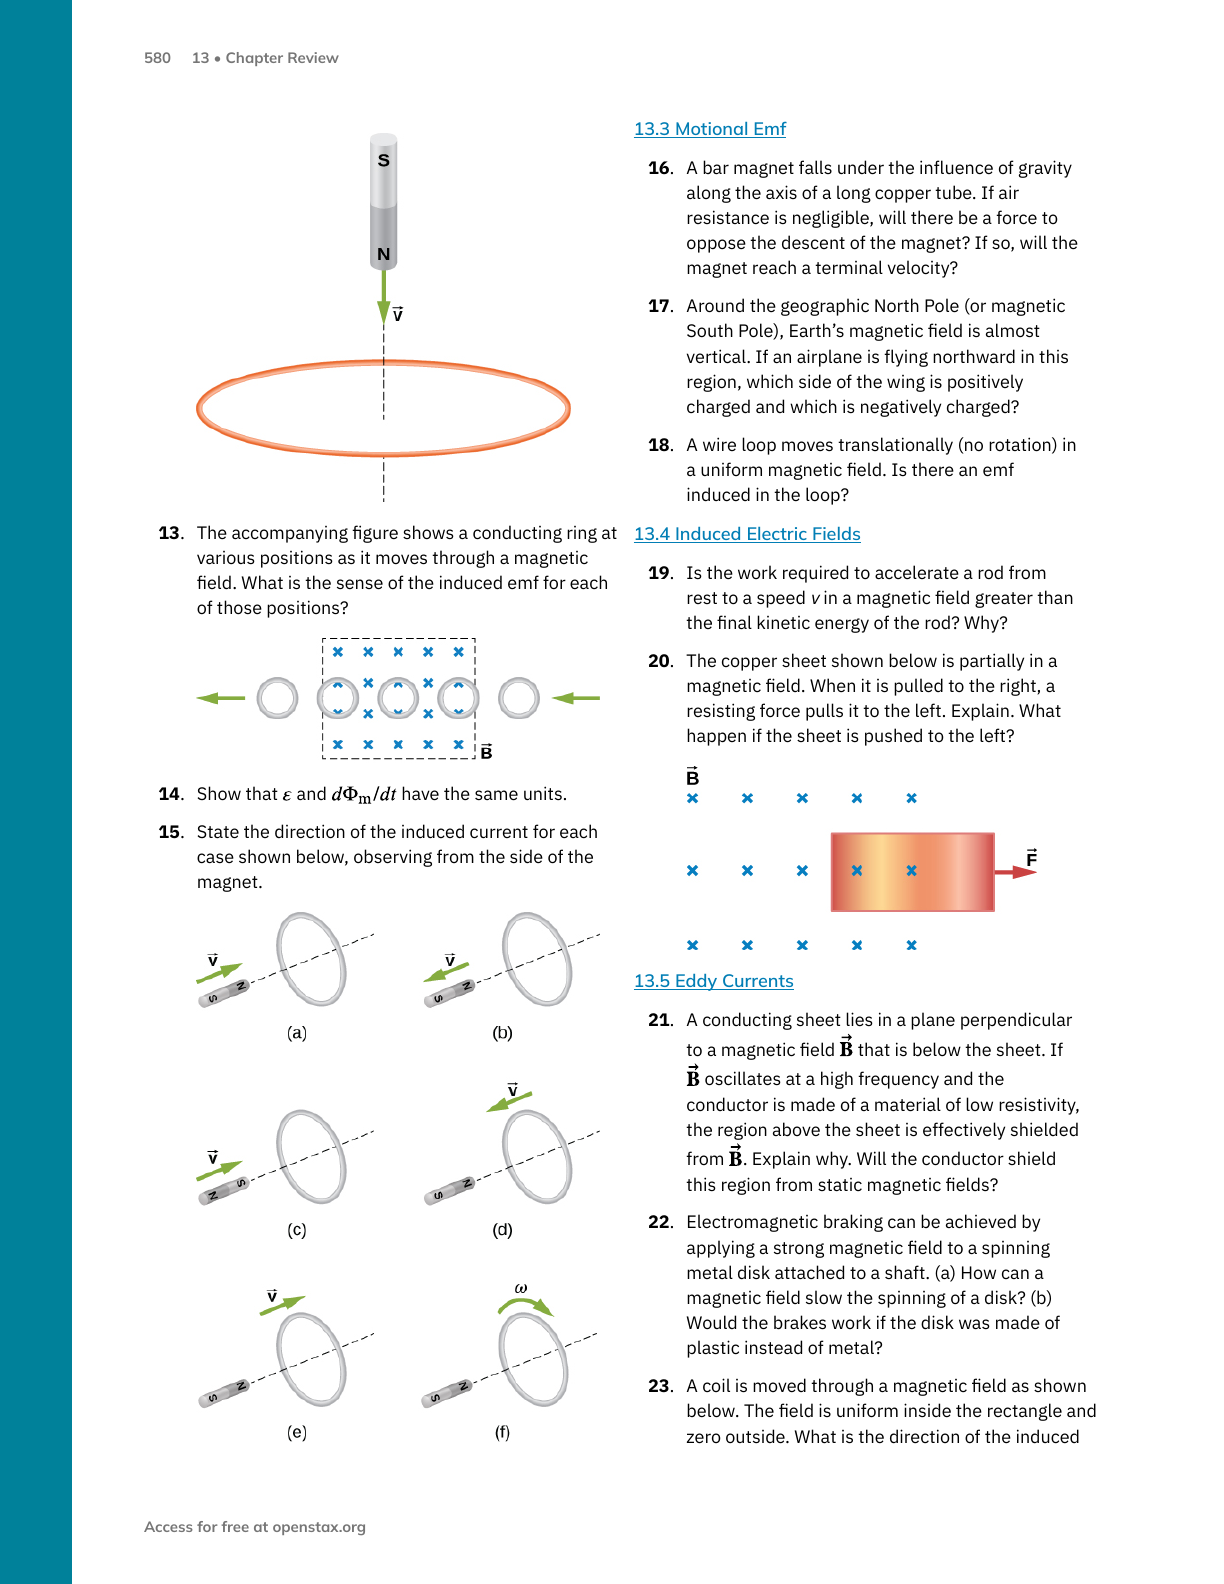 580 13 • Chapter Review
S
N
v
13. The accompanying figure shows a conducting ring at
various positions as it moves through a magnetic
field. What is the sense of the induced emf for each
of those positions?
B
14. Show that ε and dΦm/dt have the same units.
15. State the direction of the induced current for each
case shown below, observing from the side of the
magnet.
v
S N
(a)
v
S N
(b)
v
N S
(c)
v
S N
(d)
v
S N
(e)
ω
S N
(f)
13.3 Motional Emf
16. A bar magnet falls under the influence of gravity
along the axis of a long copper tube. If air
resistance is negligible, will there be a force to
oppose the descent of the magnet? If so, will the
magnet reach a terminal velocity?
17. Around the geographic North Pole (or magnetic
South Pole), Earth’s magnetic field is almost
vertical. If an airplane is flying northward in this
region, which side of the wing is positively
charged and which is negatively charged?
18. A wire loop moves translationally (no rotation) in
a uniform magnetic field. Is there an emf
induced in the loop?
13.4 Induced Electric Fields
19. Is the work required to accelerate a rod from
rest to a speed v in a magnetic field greater than
the final kinetic energy of the rod? Why?
20. The copper sheet shown below is partially in a
magnetic field. When it is pulled to the right, a
resisting force pulls it to the left. Explain. What
happen if the sheet is pushed to the left?
B
F
13.5 Eddy Currents
21. A conducting sheet lies in a plane perpendicular
to a magnetic field B⃗ that is below the sheet. If
B⃗ oscillates at a high frequency and the
conductor is made of a material of low resistivity,
the region above the sheet is effectively shielded
from B⃗. Explain why. Will the conductor shield
this region from static magnetic fields?
22. Electromagnetic braking can be achieved by
applying a strong magnetic field to a spinning
metal disk attached to a shaft. (a) How can a
magnetic field slow the spinning of a disk? (b)
Would the brakes work if the disk was made of
plastic instead of metal?
23. A coil is moved through a magnetic field as shown
below. The field is uniform inside the rectangle and
zero outside. What is the direction of the induced
Access for free at openstax.org